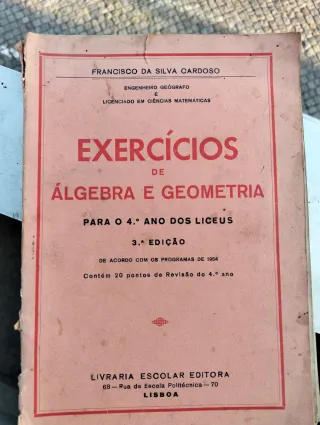 FRANCISCO DA SILVA CARDOSO
ENGENHEIRO GEÓGRAFO
E
LICENCIADO EM CIÊNCIAS MATEMÁTICAS
EXERCÍCIOS
DE
ÁLGEBRA E GEOMETRIA
PARA O 4.º ANO DOS LICEUS
3.ª EDIÇÃO
DE ACORDO COM OS PROGRAMAS DE 1954
Contém 20 pontos de Revisão do 4.º ano
LIVRARIA ESCOLAR EDITORA
68 — Rua da Escola Politécnica — 70
LISBOA